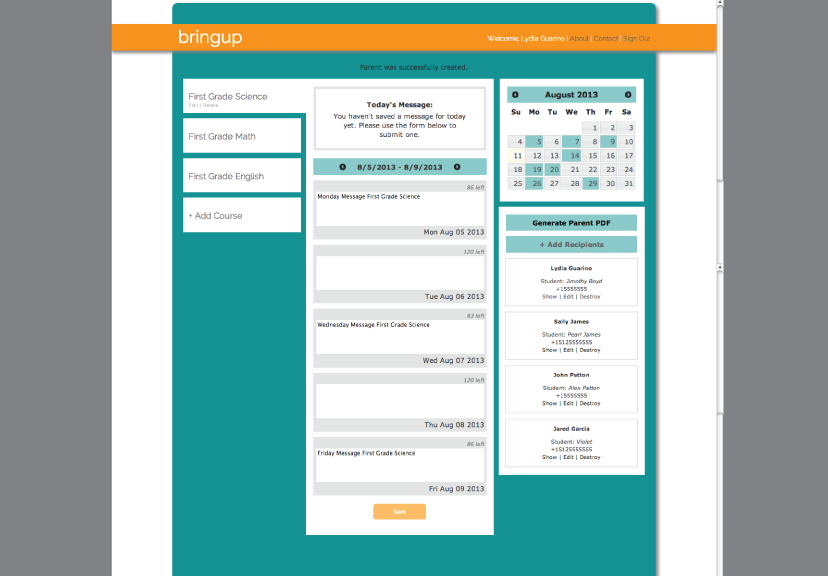 bringup
Welcome, Lydia Guarino | About | Contact | Sign Out
Parent was successfully created.
First Grade Science
Edit | Delete
First Grade Math
First Grade English
+ Add Course
Today's Message:
You haven't saved a message for today
yet. Please use the form below to
submit one.
8/5/2013 - 8/9/2013
86 left
Monday Message First Grade Science
Mon Aug 05 2013
120 left
Tue Aug 06 2013
83 left
Wednesday Message First Grade Science
Wed Aug 07 2013
120 left
Thu Aug 08 2013
86 left
Friday Message First Grade Science
Fri Aug 09 2013
Save
August 2013
Su Mo Tu We Th Fr Sa
1 2 3
4 5 6 7 8 9 10
11 12 13 14 15 16 17
18 19 20 21 22 23 24
25 26 27 28 29 30 31
Generate Parent PDF
+ Add Recipients
Lydia Guarino
Student: Jimothy Boyd
+15555555
Show | Edit | Destroy
Sally James
Student: Pearl James
+15125555555
Show | Edit | Destroy
John Patton
Student: Alex Patton
+15555555
Show | Edit | Destroy
Jared Garcia
Student: Violet
+15125555555
Show | Edit | Destroy